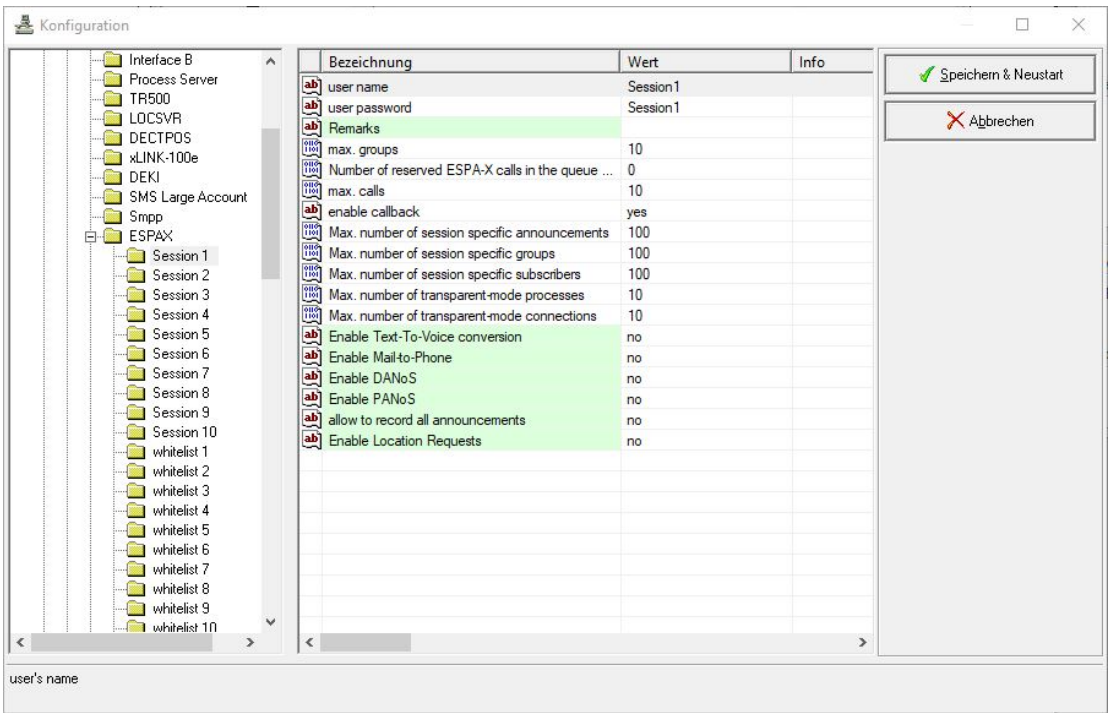 Konfiguration
Interface B
Process Server
TR500
LOCSVR
DECTPOS
xLINK-100e
DEKI
SMS Large Account
Smpp
ESPAX
Session 1
Session 2
Session 3
Session 4
Session 5
Session 6
Session 7
Session 8
Session 9
Session 10
whitelist 1
whitelist 2
whitelist 3
whitelist 4
whitelist 5
whitelist 6
whitelist 7
whitelist 8
whitelist 9
whitelist 10
Bezeichnung Wert Info
user name Session1
user password Session1
Remarks
max. groups 10
Number of reserved ESPA-X calls in the queue ... 0
max. calls 10
enable callback yes
Max. number of session specific announcements 100
Max. number of session specific groups 100
Max. number of session specific subscribers 100
Max. number of transparent-mode processes 10
Max. number of transparent-mode connections 10
Enable Text-To-Voice conversion no
Enable Mail-to-Phone no
Enable DANoS no
Enable PANoS no
allow to record all announcements no
Enable Location Requests no
Speichern & Neustart
Abbrechen
user's name